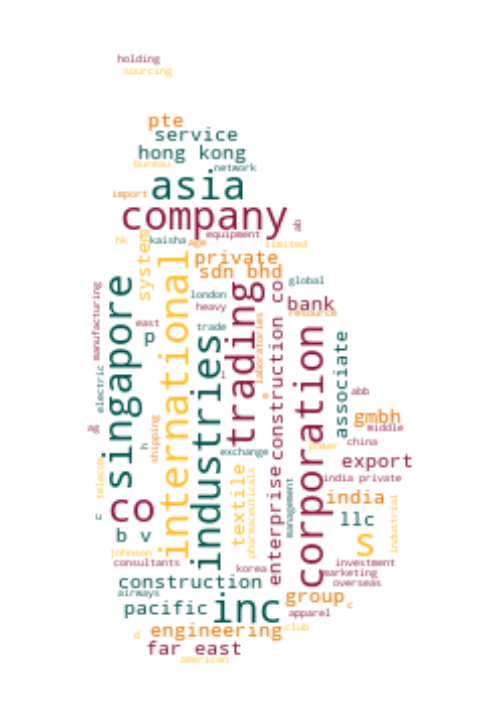 holding
sourcing
pte
service
hong kong
bureau
network
asia
import
company
ab
equipment
hk
kaisha
age
limited
system
private
sdn bhd
international
singapore
manufacturing
london
global
heavy
trading
construction co
bank
resource
east
p
trade
industries
laboratories
corporation
associate
electric
abb
gmbh
ag
middle
shipping
h
exchange
power
china
export
telecom
textile
pharmaceuticals
enterprise
management
india private
co
c
india
industrial
b v
llc
johnson
s
consultants
korea
investment
marketing
construction
overseas
airways
pacific
inc
group
c
apparel
d
engineering
club
far east
american